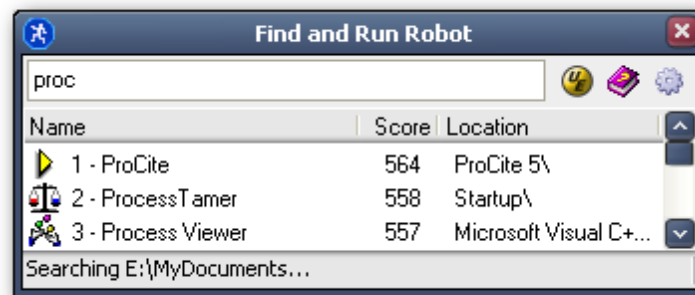 Find and Run Robot
proc
Name Score Location
1 - ProCite 564 ProCite 5\
2 - ProcessTamer 558 Startup\
3 - Process Viewer 557 Microsoft Visual C+...
Searching E:\MyDocuments...